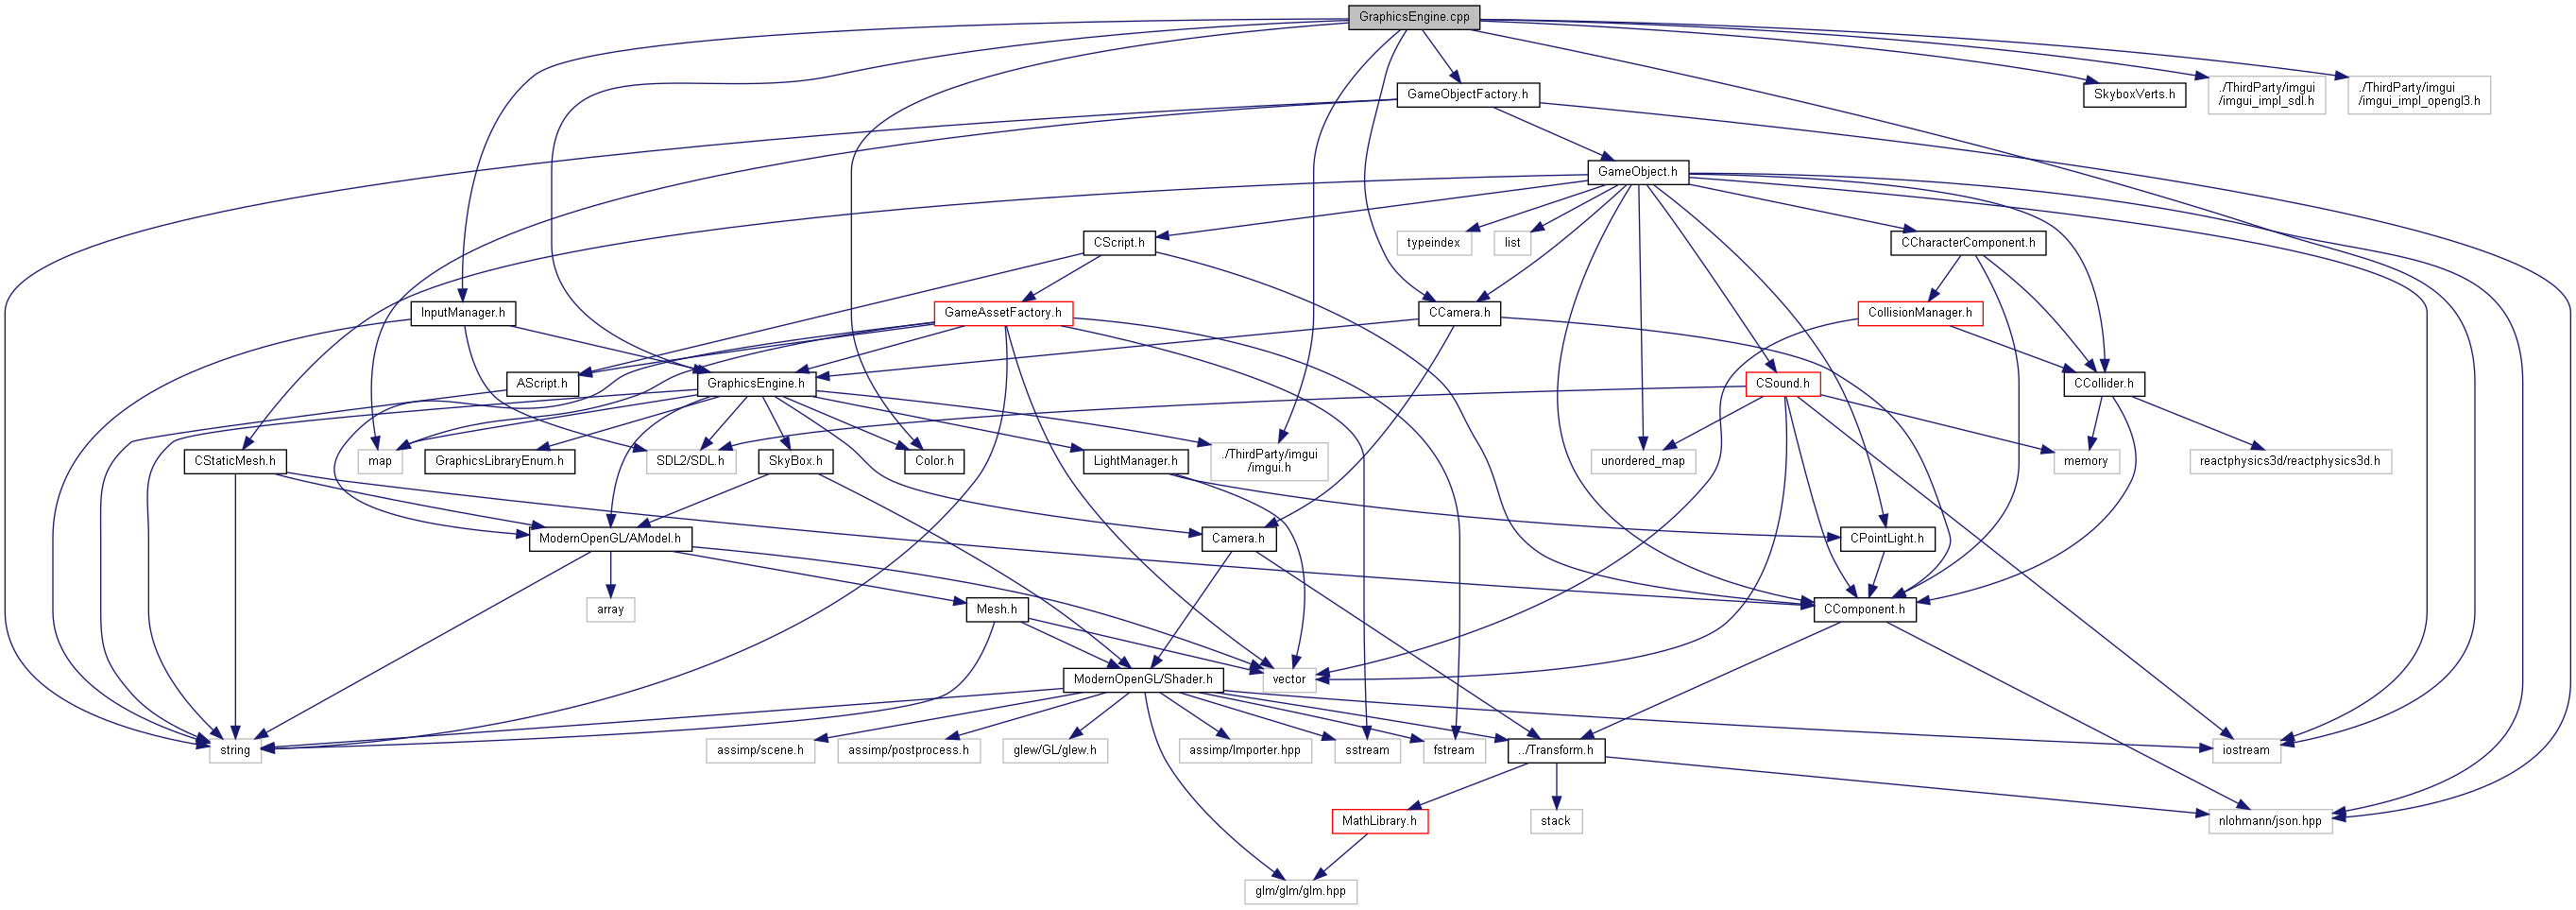 GraphicsEngine.cpp
GameObjectFactory.h
SkyboxVerts.h
./ThirdParty/imgui
/imgui_impl_sdl.h
./ThirdParty/imgui
/imgui_impl_opengl3.h
GameObject.h
CScript.h
typeindex
list
CCharacterComponent.h
InputManager.h
GameAssetFactory.h
CCamera.h
CollisionManager.h
AScript.h
GraphicsEngine.h
CSound.h
CCollider.h
CStaticMesh.h
map
GraphicsLibraryEnum.h
SDL2/SDL.h
SkyBox.h
Color.h
LightManager.h
./ThirdParty/imgui
/imgui.h
unordered_map
memory
reactphysics3d/reactphysics3d.h
ModernOpenGL/AModel.h
Camera.h
CPointLight.h
array
Mesh.h
CComponent.h
ModernOpenGL/Shader.h
vector
string
assimp/scene.h
assimp/postprocess.h
glew/GL/glew.h
assimp/Importer.hpp
sstream
fstream
../Transform.h
iostream
MathLibrary.h
stack
nlohmann/json.hpp
glm/glm/glm.hpp